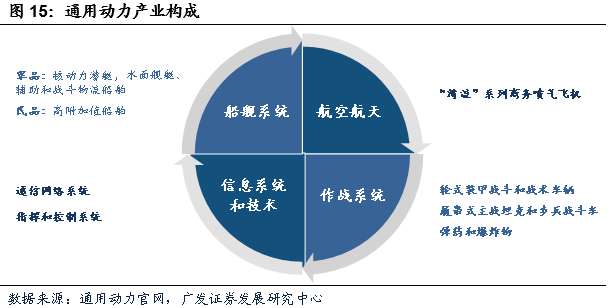 图 15：通用动力产业构成
军品：核动力潜艇，水面舰艇、
辅助和战斗物流船舶
民品：高附加值船舶
船舰系统
航空航天
“湾流”系列商务喷气飞机
通信网络系统
指挥和控制系统
信息系统
和技术
作战系统
轮式装甲战斗和战术车辆
履带式主战坦克和步兵战斗车
弹药和爆炸物
数据来源：通用动力官网，广发证券发展研究中心